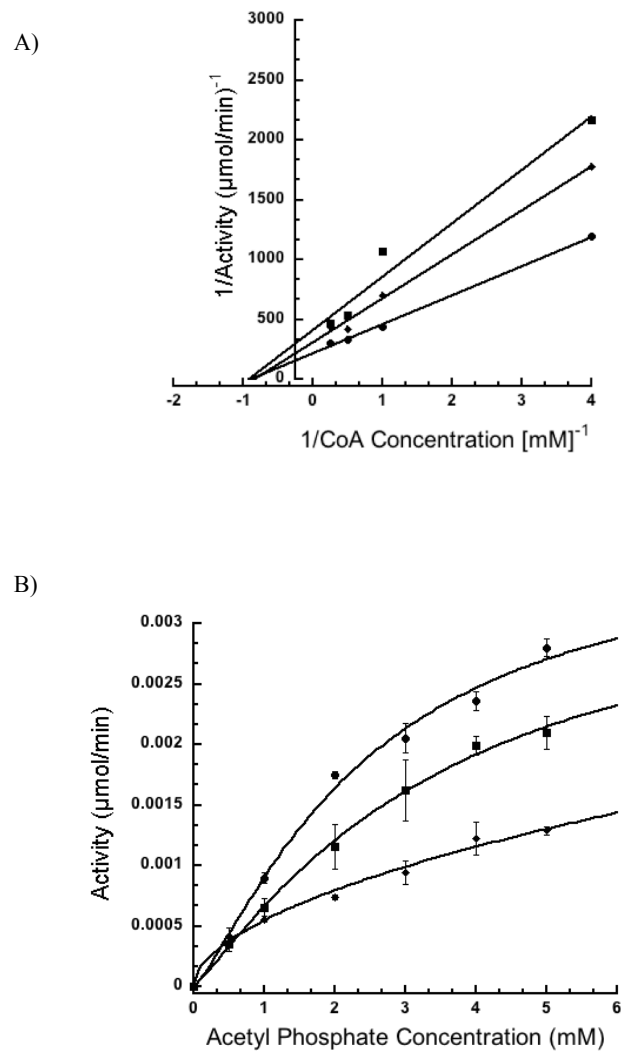 A)
3000
2500
2000
1500
1000
500
0
1/Activity (µmol/min)⁻¹
-2 -1 0 1 2 3 4
1/CoA Concentration [mM]⁻¹
B)
0.003
0.0025
0.002
0.0015
0.001
0.0005
0
Activity (µmol/min)
0 1 2 3 4 5 6
Acetyl Phosphate Concentration (mM)